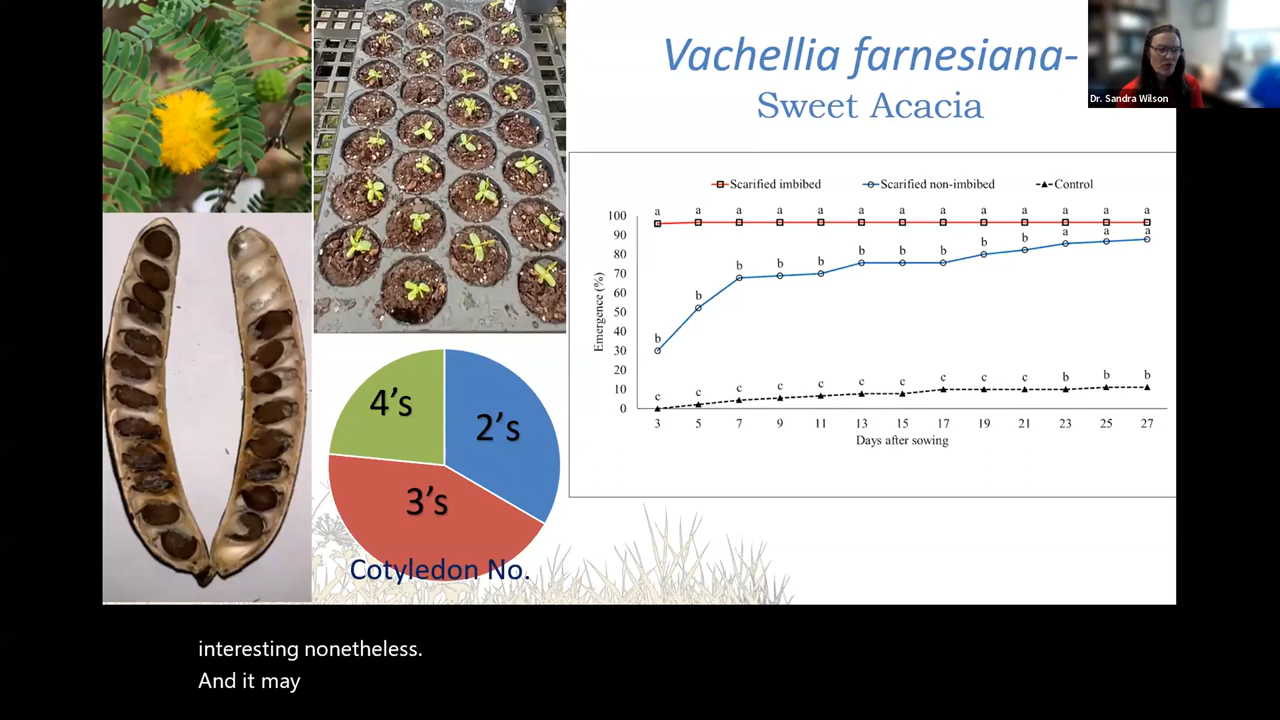 Vachellia farnesiana-
Sweet Acacia
Dr. Sandra Wilson
Scarified imbibed
Scarified non-imbibed
Control
a a a a a a a a a a a a a
b b b b b b b b b b a a a
c c c c c c c c c c b b b
Emergence (%)
100
90
80
70
60
50
40
30
20
10
0
3 5 7 9 11 13 15 17 19 21 23 25 27
Days after sowing
4's
2's
3's
Cotyledon No.
interesting nonetheless.
And it may